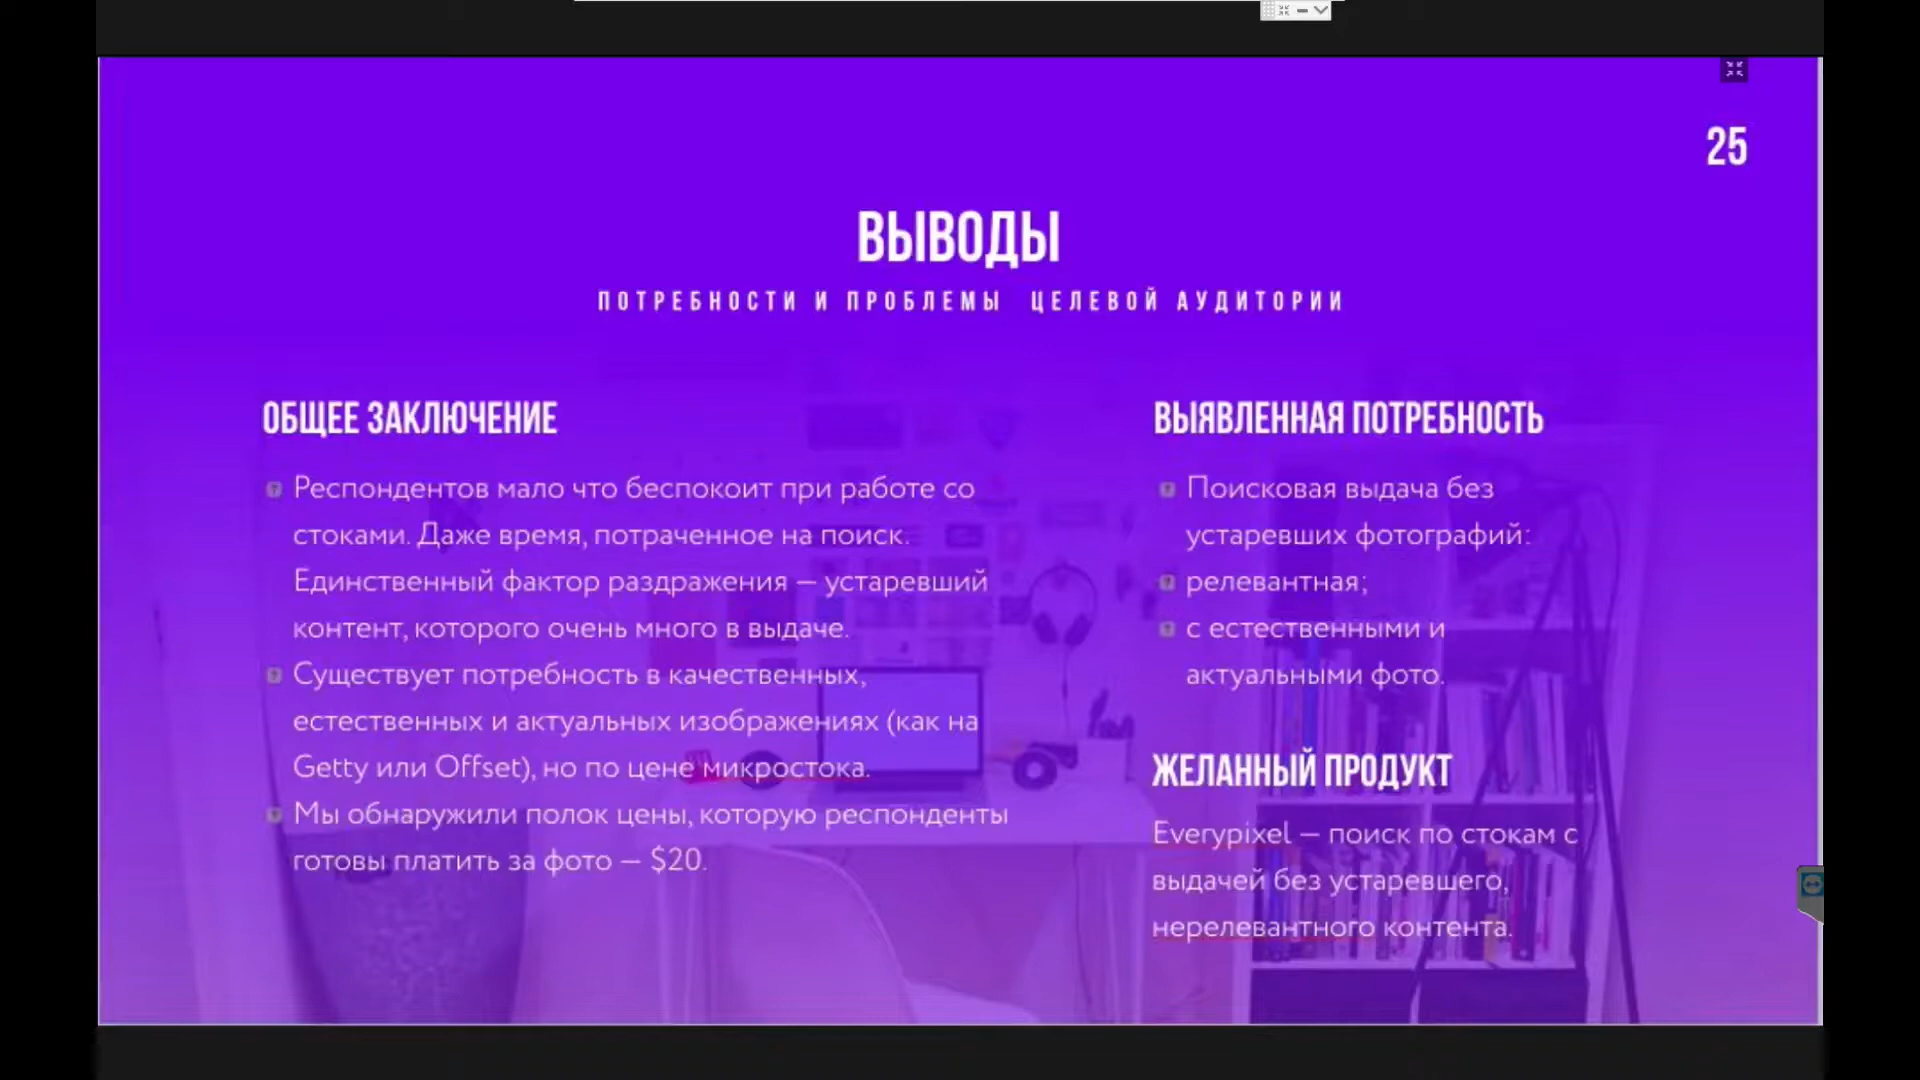 25
ВЫВОДЫ
ПОТРЕБНОСТИ И ПРОБЛЕМЫ ЦЕЛЕВОЙ АУДИТОРИИ
ОБЩЕЕ ЗАКЛЮЧЕНИЕ
Респондентов мало что беспокоит при работе со
стоками. Даже время, потраченное на поиск.
Единственный фактор раздражения — устаревший
контент, которого очень много в выдаче.
Существует потребность в качественных,
естественных и актуальных изображениях (как на
Getty или Offset), но по цене микростока.
Мы обнаружили полок цены, которую респонденты
готовы платить за фото — $20.
ВЫЯВЛЕННАЯ ПОТРЕБНОСТЬ
Поисковая выдача без
устаревших фотографий:
релевантная;
с естественными и
актуальными фото.
ЖЕЛАННЫЙ ПРОДУКТ
Everypixel — поиск по стокам с
выдачей без устаревшего,
нерелевантного контента.